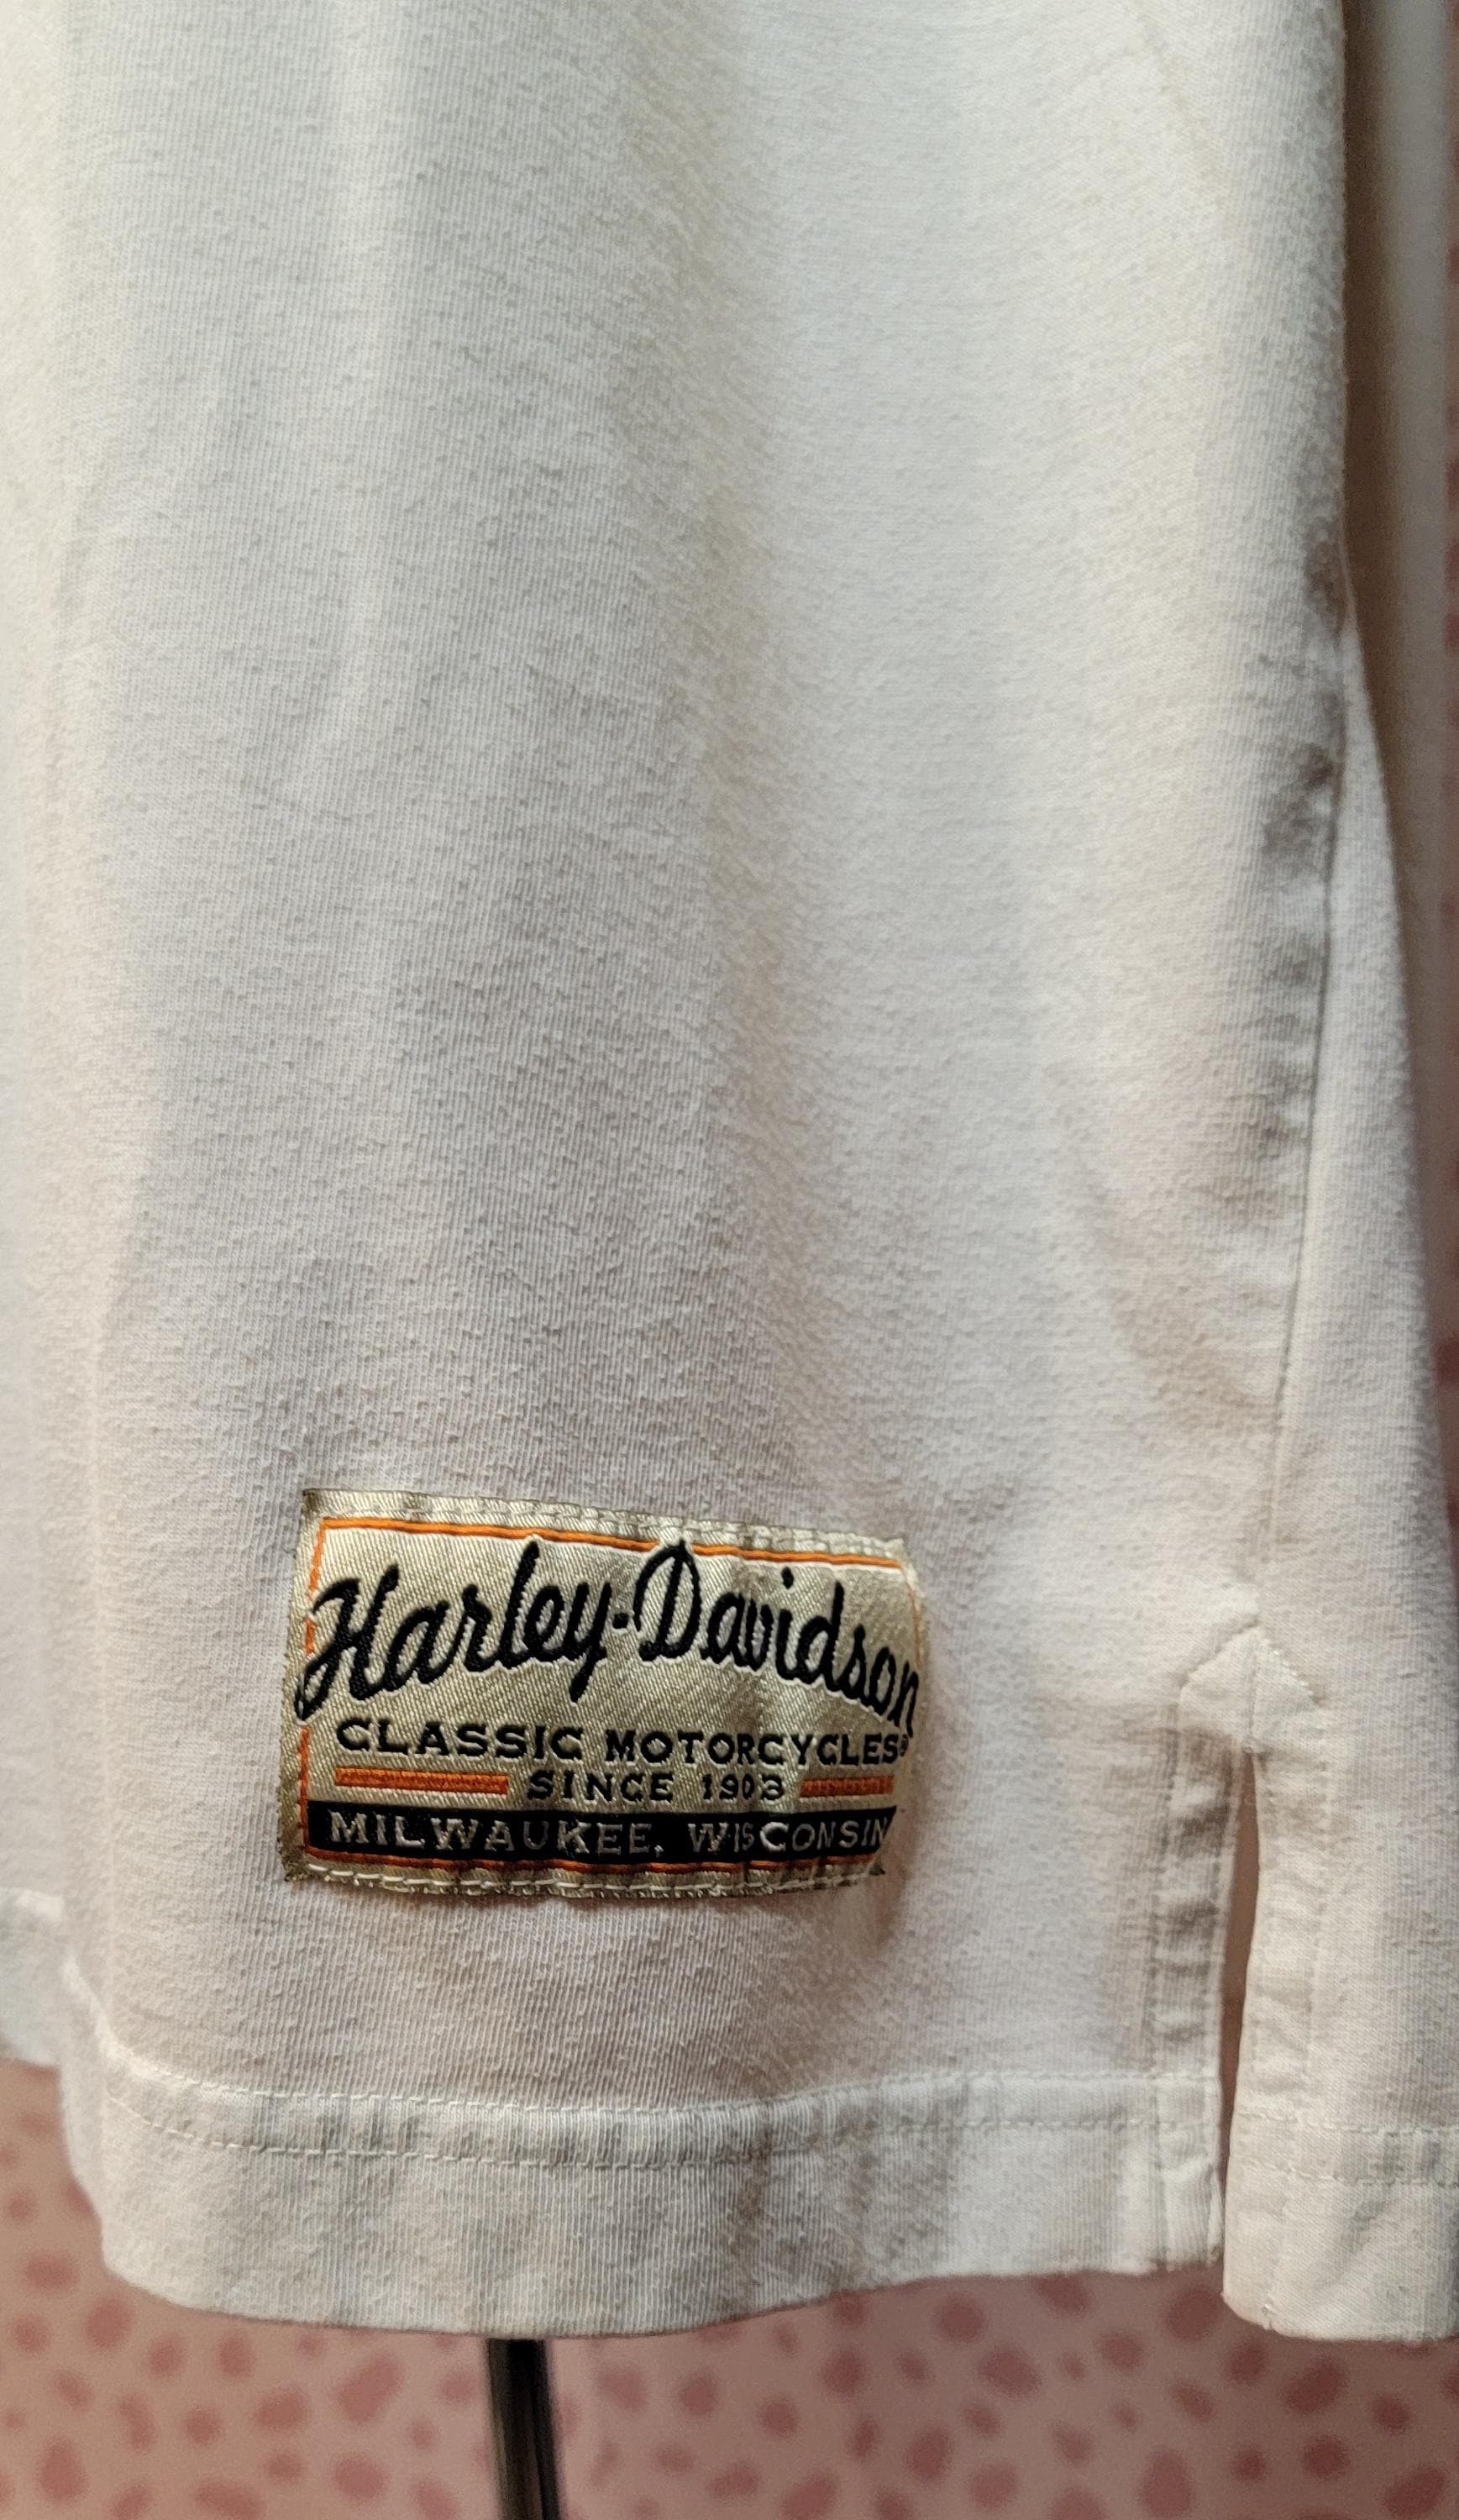 Harley-Davidson
CLASSIC MOTORCYCLES®
SINCE 1903
MILWAUKEE, WISCONSIN